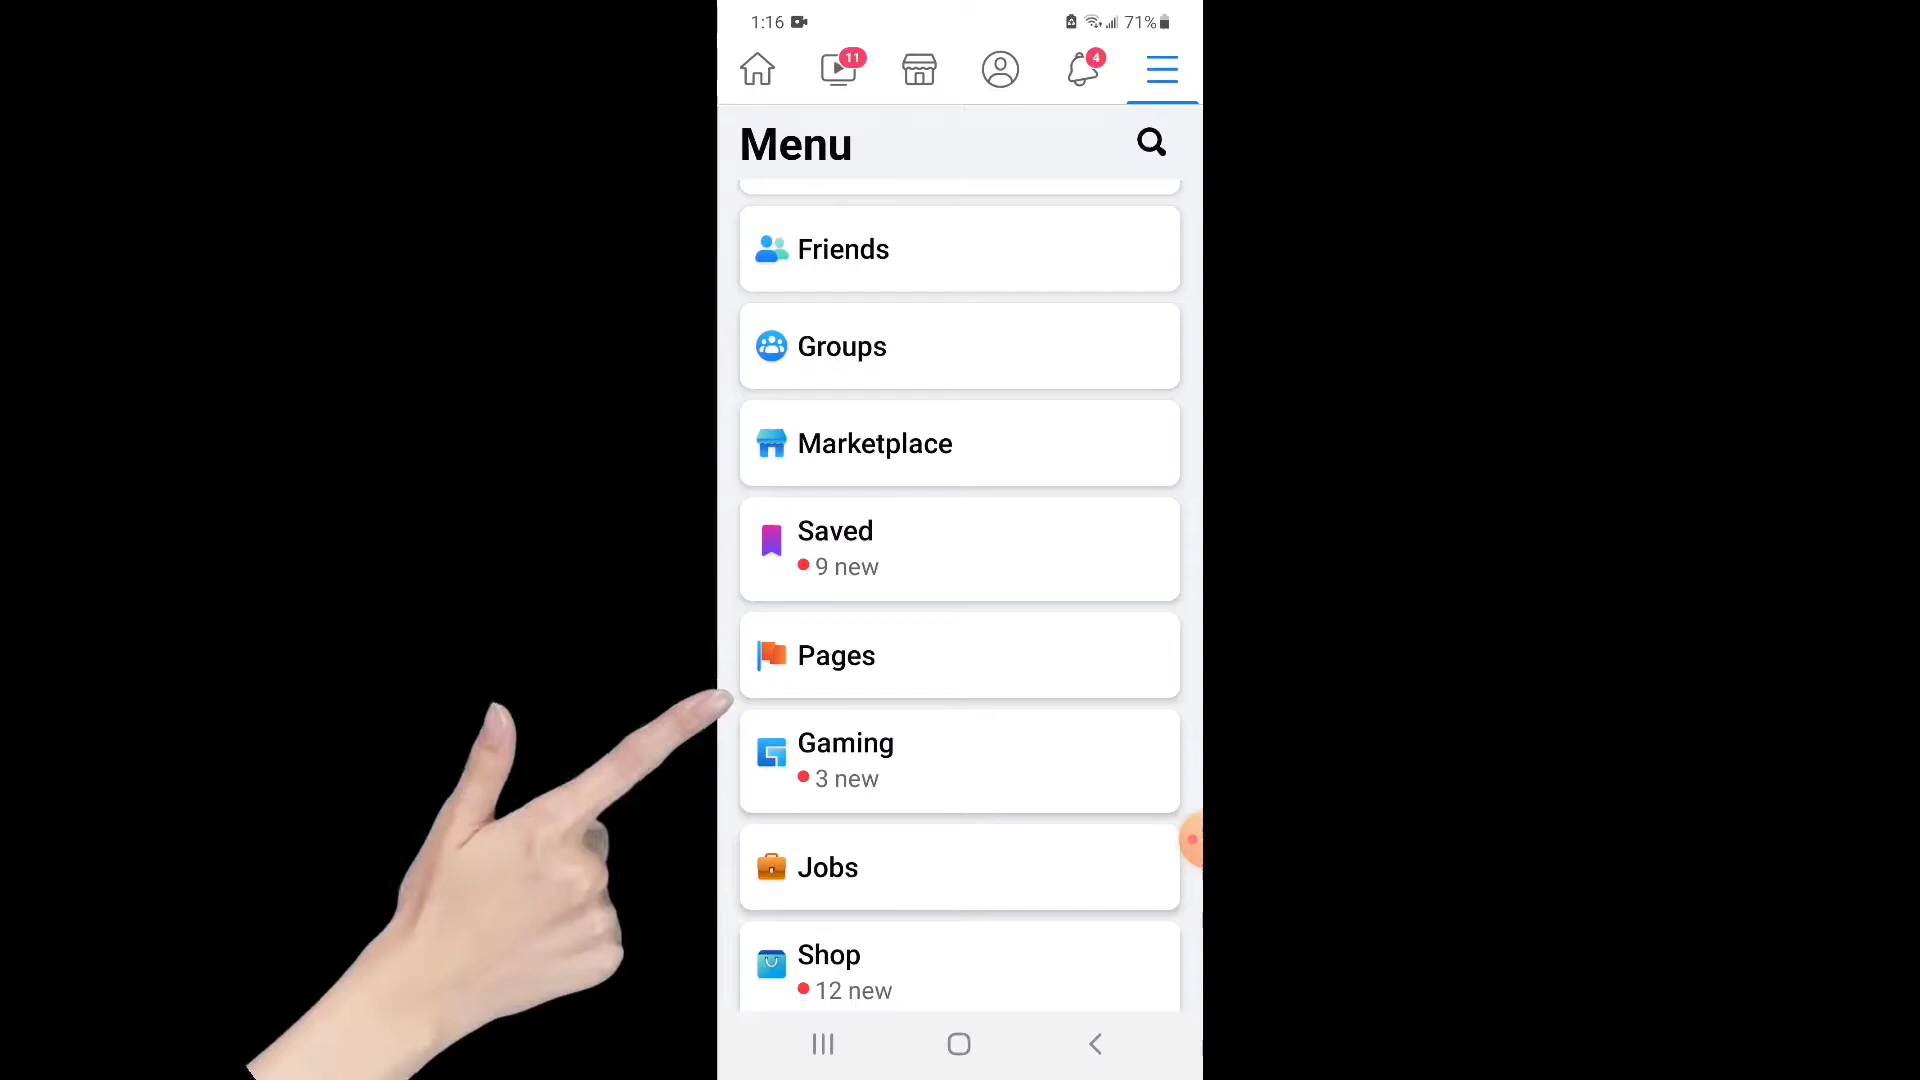 1:16
71%
11
4
Menu
Friends
Groups
Marketplace
Saved
9 new
Pages
Gaming
3 new
Jobs
Shop
12 new